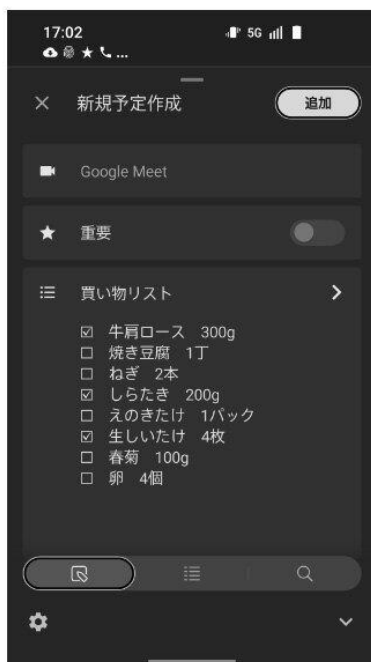 17:02
5G
...
× 新規予定作成 追加
Google Meet
重要
買い物リスト
☑ 牛肩ロース 300g
☐ 焼き豆腐 1丁
☐ ねぎ 2本
☑ しらたき 200g
☐ えのきたけ 1パック
☑ 生しいたけ 4枚
☐ 春菊 100g
☐ 卵 4個